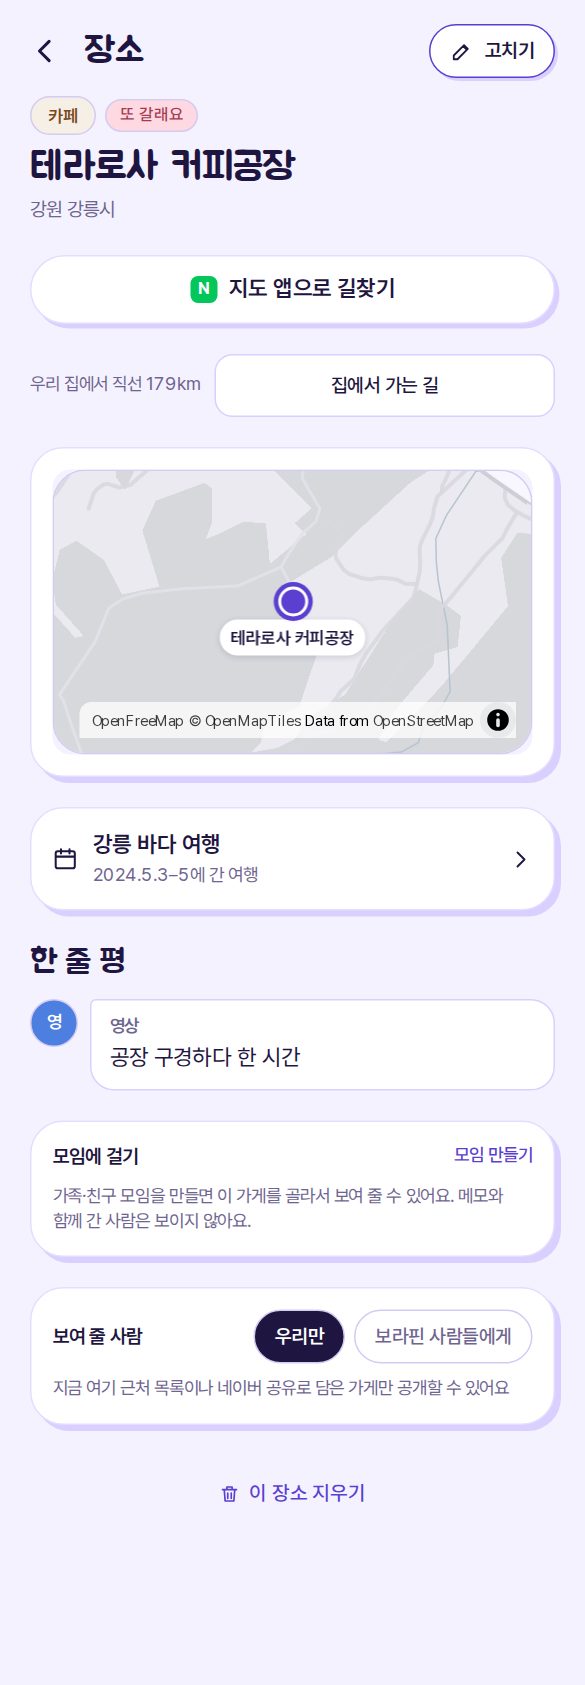 장소
고치기
카페
또 갈래요
테라로사 커피공장
강원 강릉시
N 지도 앱으로 길찾기
우리 집에서 직선 179km
집에서 가는 길
테라로사 커피공장
OpenFreeMap © OpenMapTiles Data from OpenStreetMap
강릉 바다 여행
2024.5.3–5에 간 여행
한 줄 평
영
영상
공장 구경하다 한 시간
모임에 걸기
모임 만들기
가족·친구 모임을 만들면 이 가게를 골라서 보여 줄 수 있어요. 메모와
함께 간 사람은 보이지 않아요.
보여 줄 사람
우리만
보라핀 사람들에게
지금 여기 근처 목록이나 네이버 공유로 담은 가게만 공개할 수 있어요
이 장소 지우기